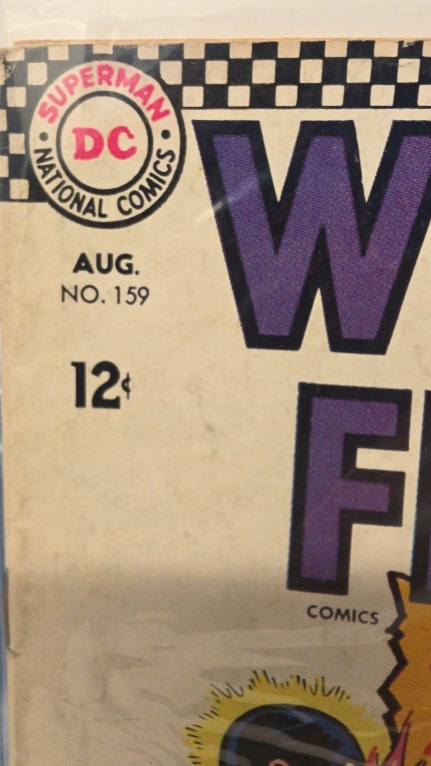 SUPERMAN
DC
NATIONAL COMICS
AUG.
NO. 159
12¢
W
F
COMICS